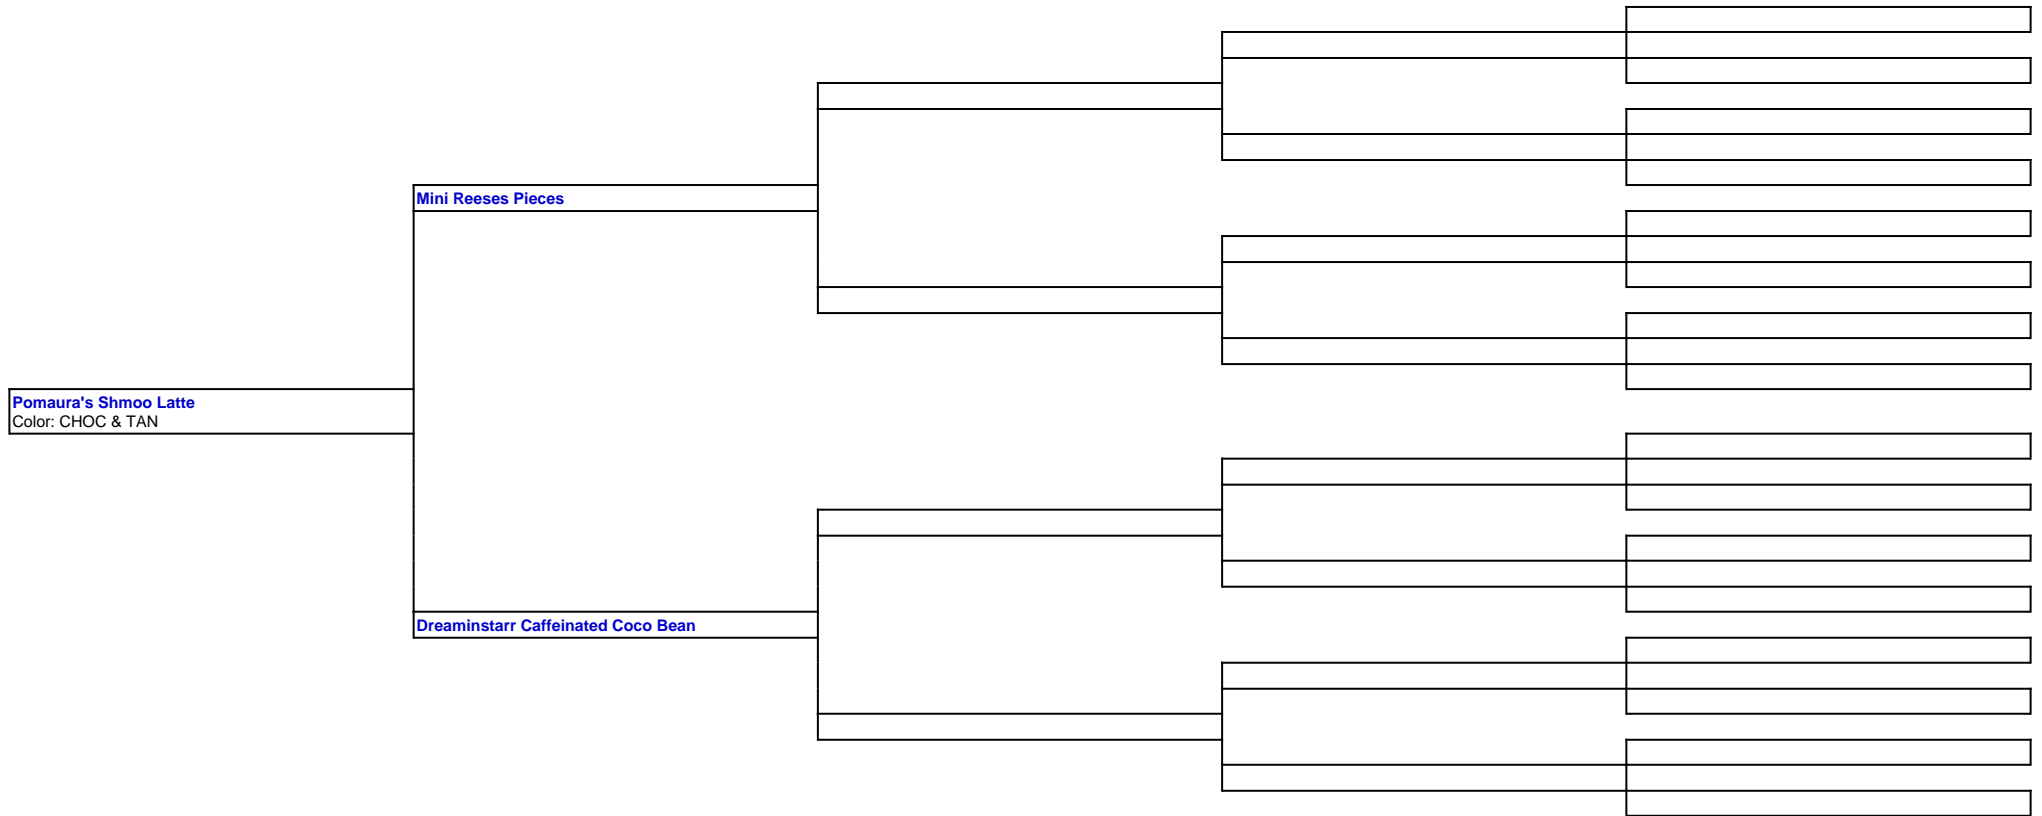 Mini Reeses Pieces
Pomaura's Shmoo Latte
Color: CHOC & TAN
Dreaminstarr Caffeinated Coco Bean